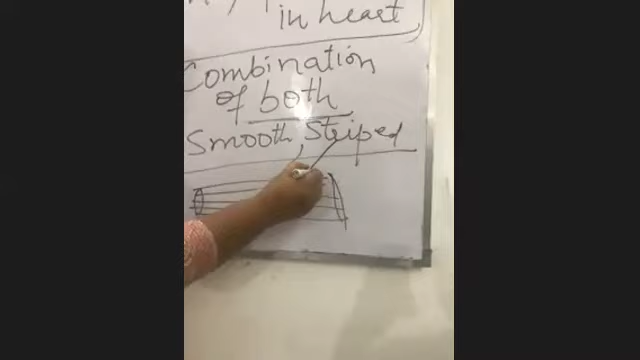 in heart
Combination
of both
Smooth, Striped